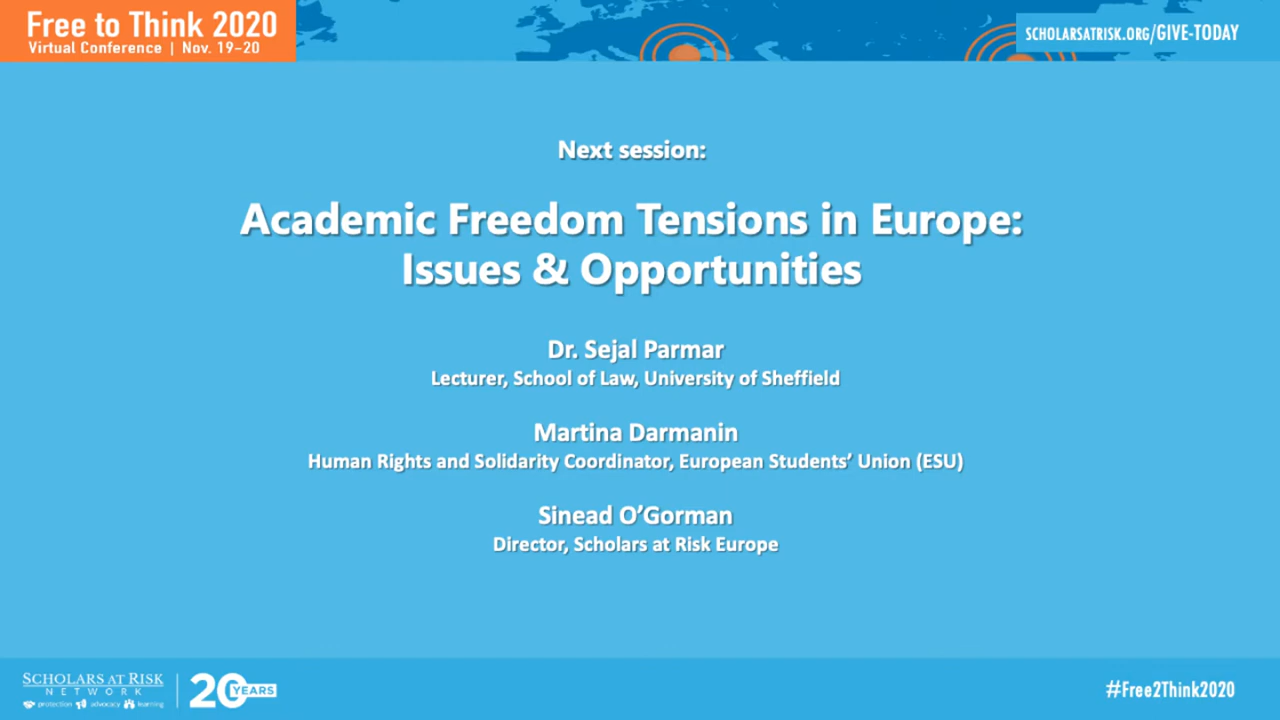 Free to Think 2020
Virtual Conference | Nov. 19–20
SCHOLARSATRISK.ORG/GIVE-TODAY
Next session:
Academic Freedom Tensions in Europe:
Issues & Opportunities
Dr. Sejal Parmar
Lecturer, School of Law, University of Sheffield
Martina Darmanin
Human Rights and Solidarity Coordinator, European Students’ Union (ESU)
Sinead O’Gorman
Director, Scholars at Risk Europe
SCHOLARS AT RISK
NETWORK
protection advocacy learning
20 YEARS
#Free2Think2020